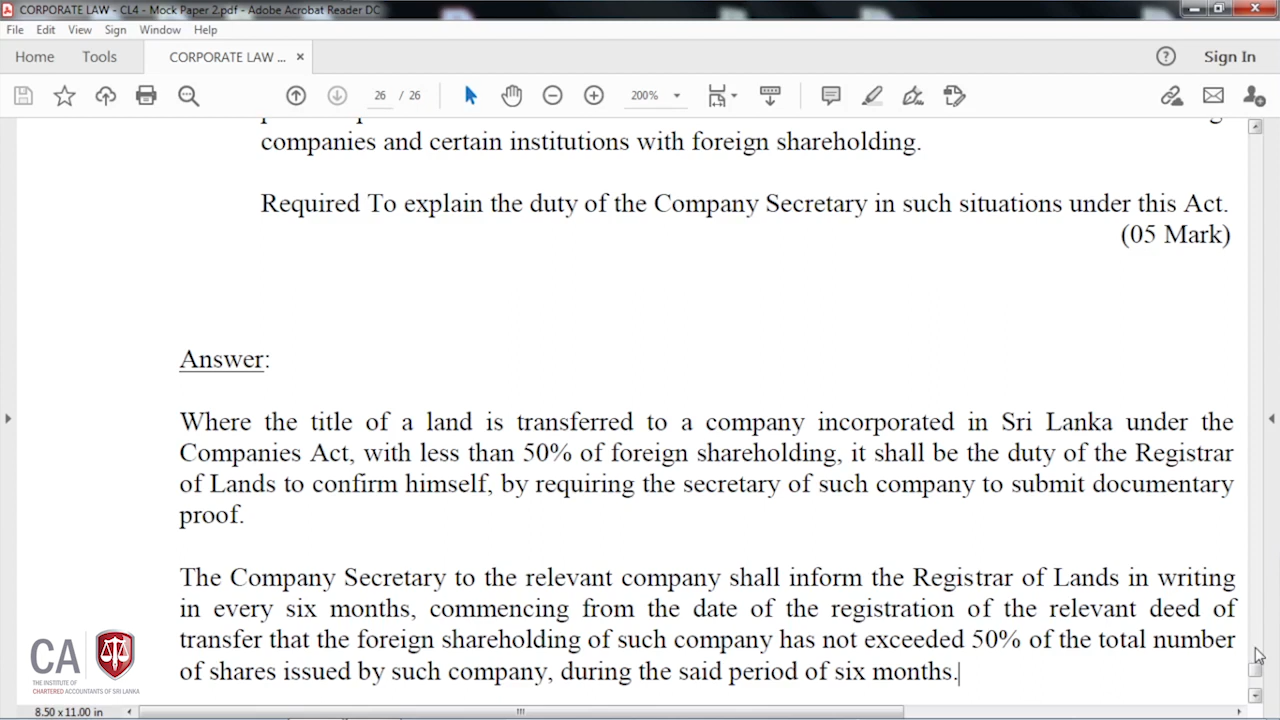 CORPORATE LAW - CL4 - Mock Paper 2.pdf - Adobe Acrobat Reader DC
File Edit View Sign Window Help
Home Tools CORPORATE LAW ... × ? Sign In
26 / 26 200%
companies and certain institutions with foreign shareholding.
Required To explain the duty of the Company Secretary in such situations under this Act.
(05 Mark)
Answer:
Where the title of a land is transferred to a company incorporated in Sri Lanka under the
Companies Act, with less than 50% of foreign shareholding, it shall be the duty of the Registrar
of Lands to confirm himself, by requiring the secretary of such company to submit documentary
proof.
The Company Secretary to the relevant company shall inform the Registrar of Lands in writing
in every six months, commencing from the date of the registration of the relevant deed of
transfer that the foreign shareholding of such company has not exceeded 50% of the total number
of shares issued by such company, during the said period of six months.
CA
THE INSTITUTE OF
CHARTERED ACCOUNTANTS OF SRI LANKA
8.50 x 11.00 in